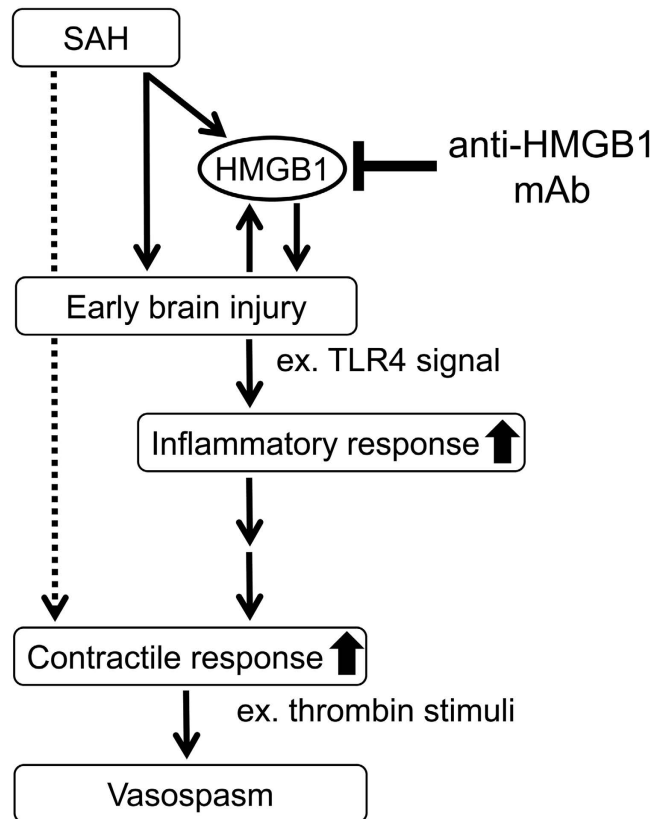 SAH
HMGB1
anti-HMGB1
mAb
Early brain injury
ex. TLR4 signal
Inflammatory response
Contractile response
ex. thrombin stimuli
Vasospasm